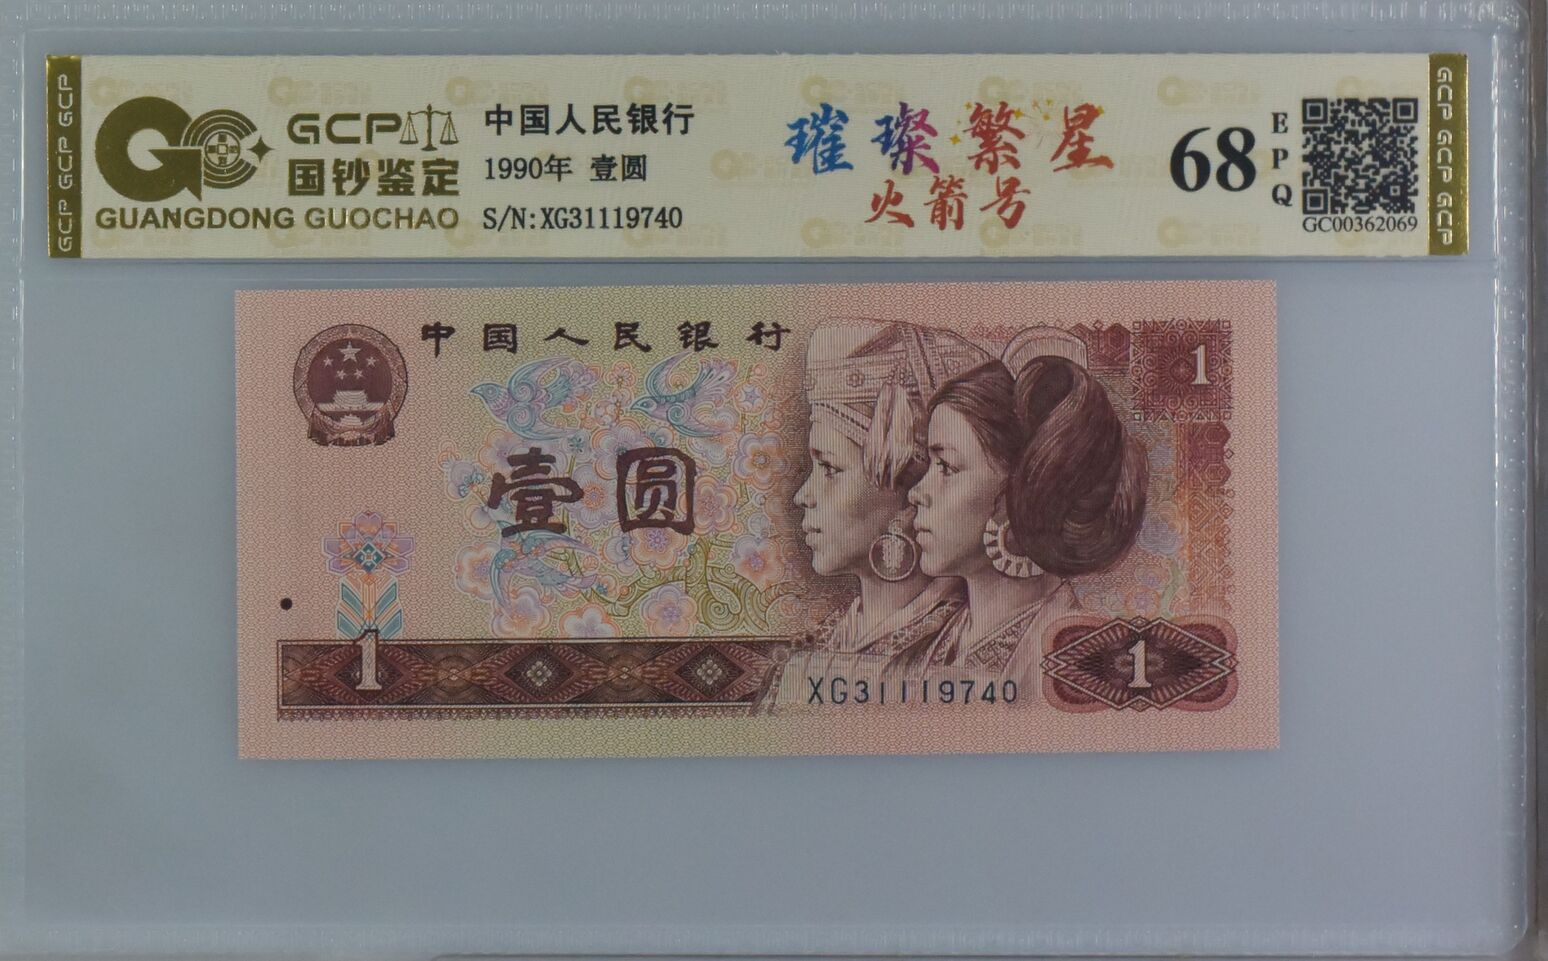 GCP GCP GCP
GCP
国钞鉴定
GUANGDONG GUOCHAO
中国人民银行
1990年 壹圆
S/N:XG31119740
璀璨繁星
火箭号
68
EPQ
GC00362069
GCP GCP GCP
中国人民银行
1
壹圆
1
XG31119740
1